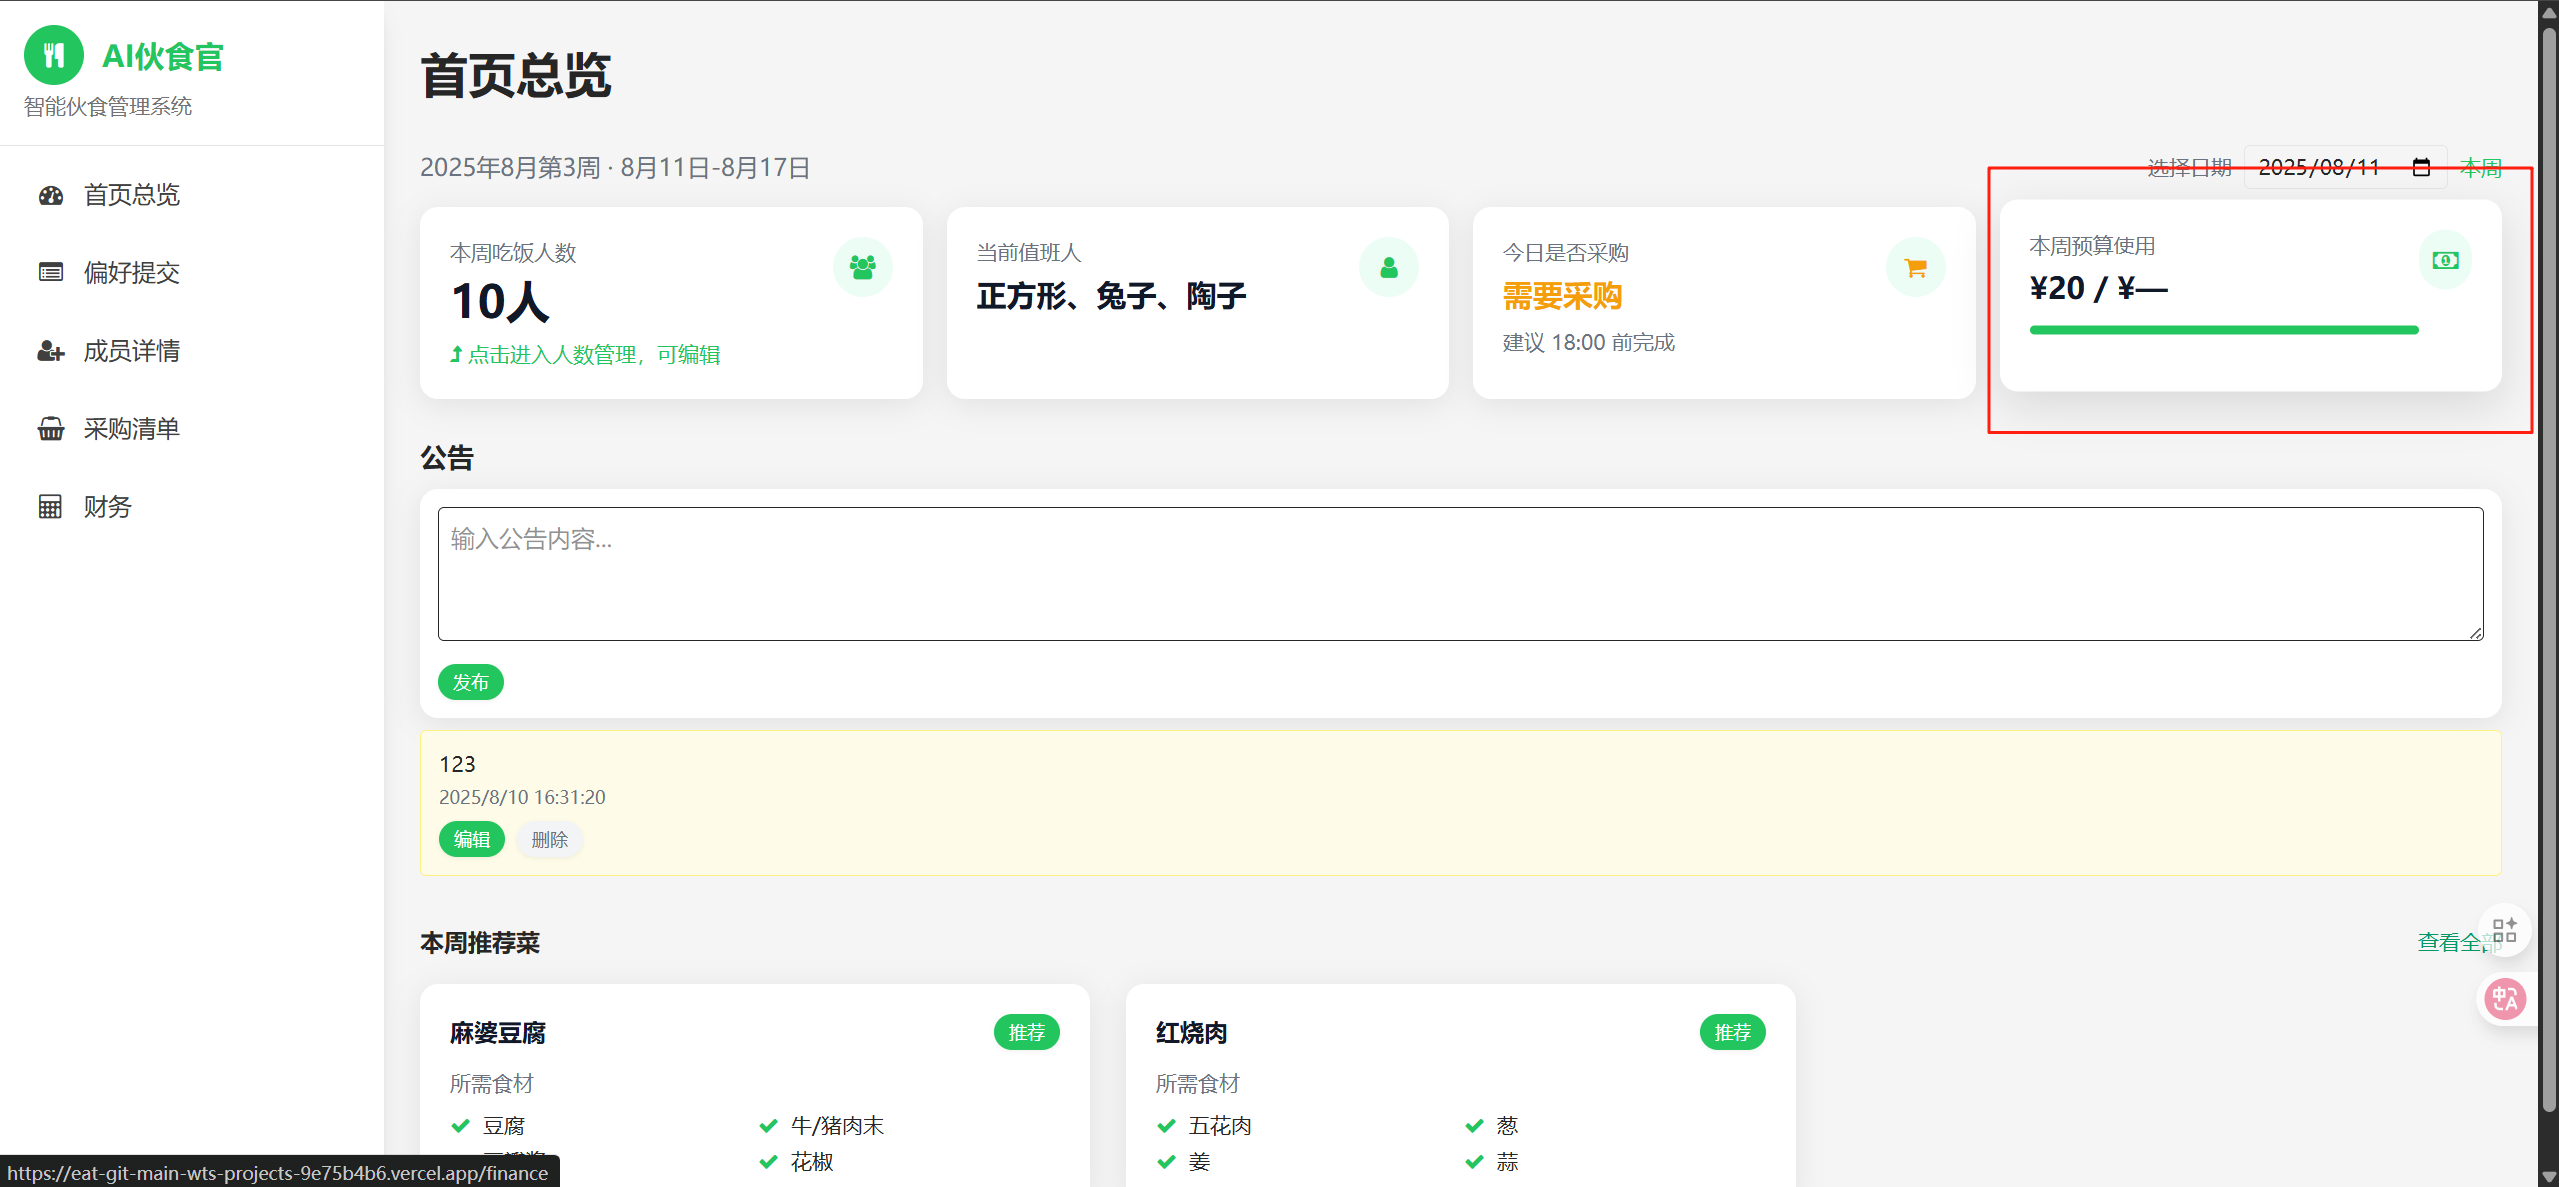 AI伙食官
智能伙食管理系统
首页总览
偏好提交
成员详情
采购清单
财务
首页总览
2025年8月第3周 · 8月11日-8月17日
选择日期 2025/08/11 本周
本周吃饭人数
10人
点击进入人数管理，可编辑
当前值班人
正方形、兔子、陶子
今日是否采购
需要采购
建议 18:00 前完成
本周预算使用
¥20 / ¥—
公告
输入公告内容...
发布
123
2025/8/10 16:31:20
编辑 删除
本周推荐菜 查看全部
麻婆豆腐 推荐
所需食材
豆腐 牛/猪肉末
花椒
红烧肉 推荐
所需食材
五花肉 葱
姜 蒜
https://eat-git-main-wts-projects-9e75b4b6.vercel.app/finance